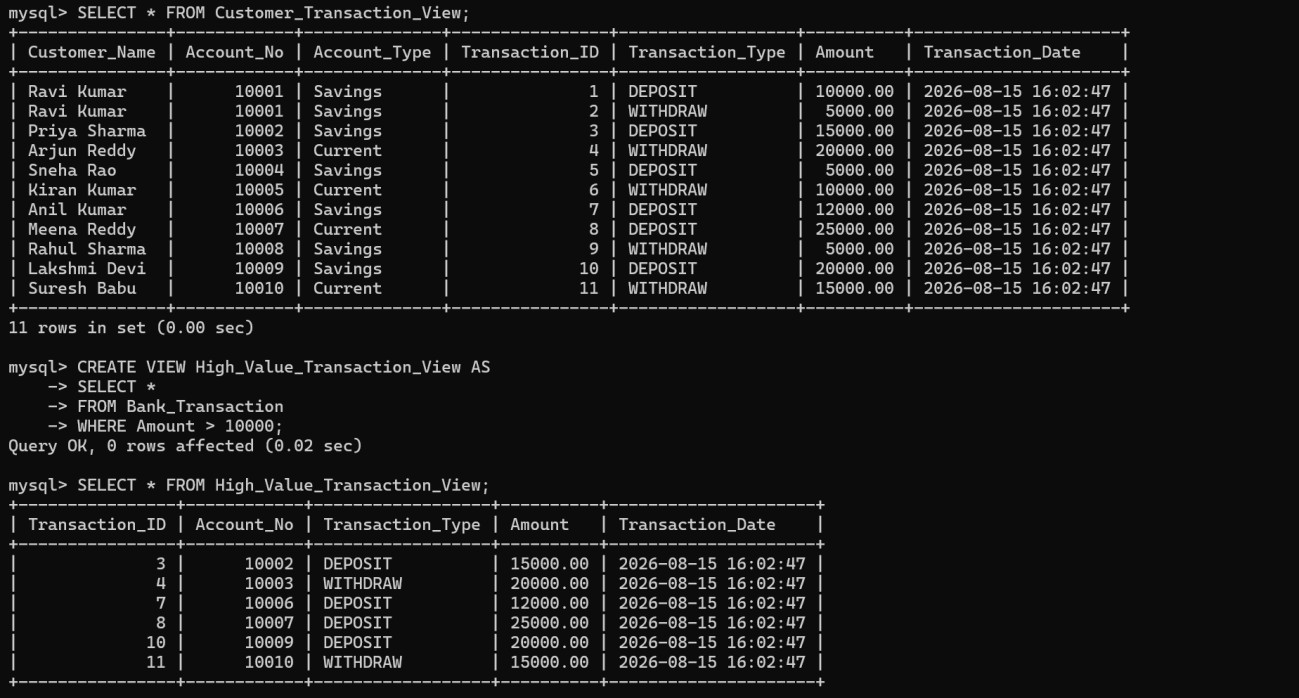 mysql> SELECT * FROM Customer_Transaction_View;
+---------------+------------+--------------+----------------+------------------+----------+---------------------+
| Customer_Name | Account_No | Account_Type | Transaction_ID | Transaction_Type | Amount   | Transaction_Date    |
+---------------+------------+--------------+----------------+------------------+----------+---------------------+
| Ravi Kumar    |      10001 | Savings      |              1 | DEPOSIT          | 10000.00 | 2026-08-15 16:02:47 |
| Ravi Kumar    |      10001 | Savings      |              2 | WITHDRAW         |  5000.00 | 2026-08-15 16:02:47 |
| Priya Sharma  |      10002 | Savings      |              3 | DEPOSIT          | 15000.00 | 2026-08-15 16:02:47 |
| Arjun Reddy   |      10003 | Current      |              4 | WITHDRAW         | 20000.00 | 2026-08-15 16:02:47 |
| Sneha Rao     |      10004 | Savings      |              5 | DEPOSIT          |  5000.00 | 2026-08-15 16:02:47 |
| Kiran Kumar   |      10005 | Current      |              6 | WITHDRAW         | 10000.00 | 2026-08-15 16:02:47 |
| Anil Kumar    |      10006 | Savings      |              7 | DEPOSIT          | 12000.00 | 2026-08-15 16:02:47 |
| Meena Reddy   |      10007 | Current      |              8 | DEPOSIT          | 25000.00 | 2026-08-15 16:02:47 |
| Rahul Sharma  |      10008 | Savings      |              9 | WITHDRAW         |  5000.00 | 2026-08-15 16:02:47 |
| Lakshmi Devi  |      10009 | Savings      |             10 | DEPOSIT          | 20000.00 | 2026-08-15 16:02:47 |
| Suresh Babu   |      10010 | Current      |             11 | WITHDRAW         | 15000.00 | 2026-08-15 16:02:47 |
+---------------+------------+--------------+----------------+------------------+----------+---------------------+
11 rows in set (0.00 sec)

mysql> CREATE VIEW High_Value_Transaction_View AS
    -> SELECT *
    -> FROM Bank_Transaction
    -> WHERE Amount > 10000;
Query OK, 0 rows affected (0.02 sec)

mysql> SELECT * FROM High_Value_Transaction_View;
+----------------+------------+------------------+----------+---------------------+
| Transaction_ID | Account_No | Transaction_Type | Amount   | Transaction_Date    |
+----------------+------------+------------------+----------+---------------------+
|              3 |      10002 | DEPOSIT          | 15000.00 | 2026-08-15 16:02:47 |
|              4 |      10003 | WITHDRAW         | 20000.00 | 2026-08-15 16:02:47 |
|              7 |      10006 | DEPOSIT          | 12000.00 | 2026-08-15 16:02:47 |
|              8 |      10007 | DEPOSIT          | 25000.00 | 2026-08-15 16:02:47 |
|             10 |      10009 | DEPOSIT          | 20000.00 | 2026-08-15 16:02:47 |
|             11 |      10010 | WITHDRAW         | 15000.00 | 2026-08-15 16:02:47 |
+----------------+------------+------------------+----------+---------------------+